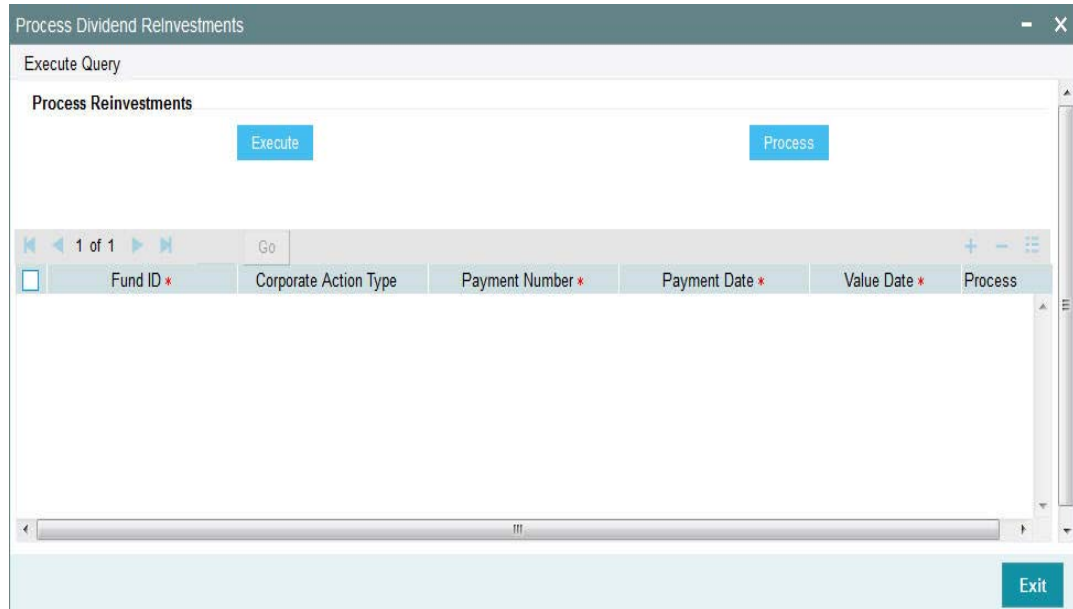 Process Dividend ReInvestments
Execute Query
Process Reinvestments
Execute Process
1 of 1 Go
Fund ID * Corporate Action Type Payment Number * Payment Date * Value Date * Process
Exit